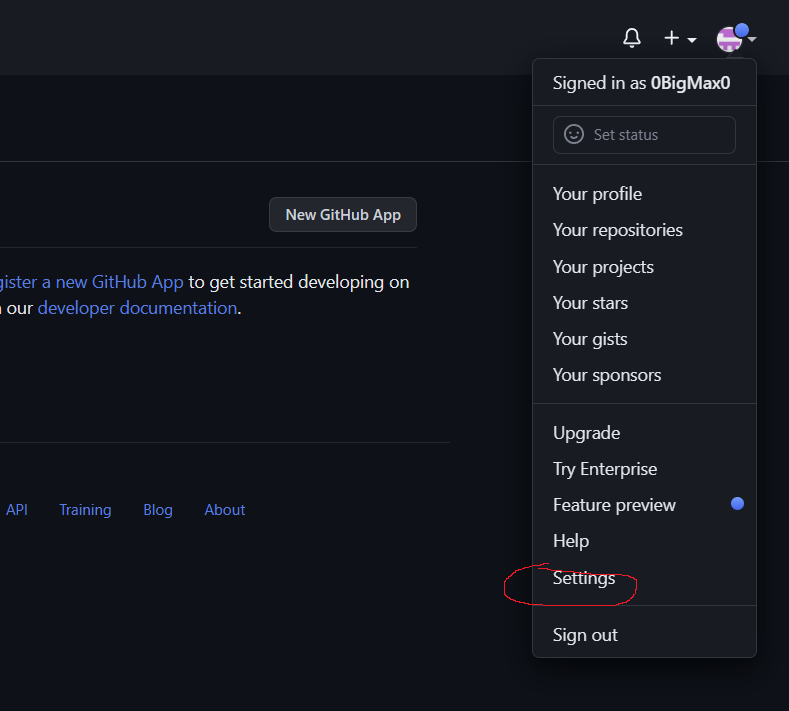 Signed in as 0BigMax0
Set status
Your profile
Your repositories
Your projects
Your stars
Your gists
Your sponsors
Upgrade
Try Enterprise
Feature preview
Help
Settings
Sign out
New GitHub App
gister a new GitHub App to get started developing on
our developer documentation.
API Training Blog About